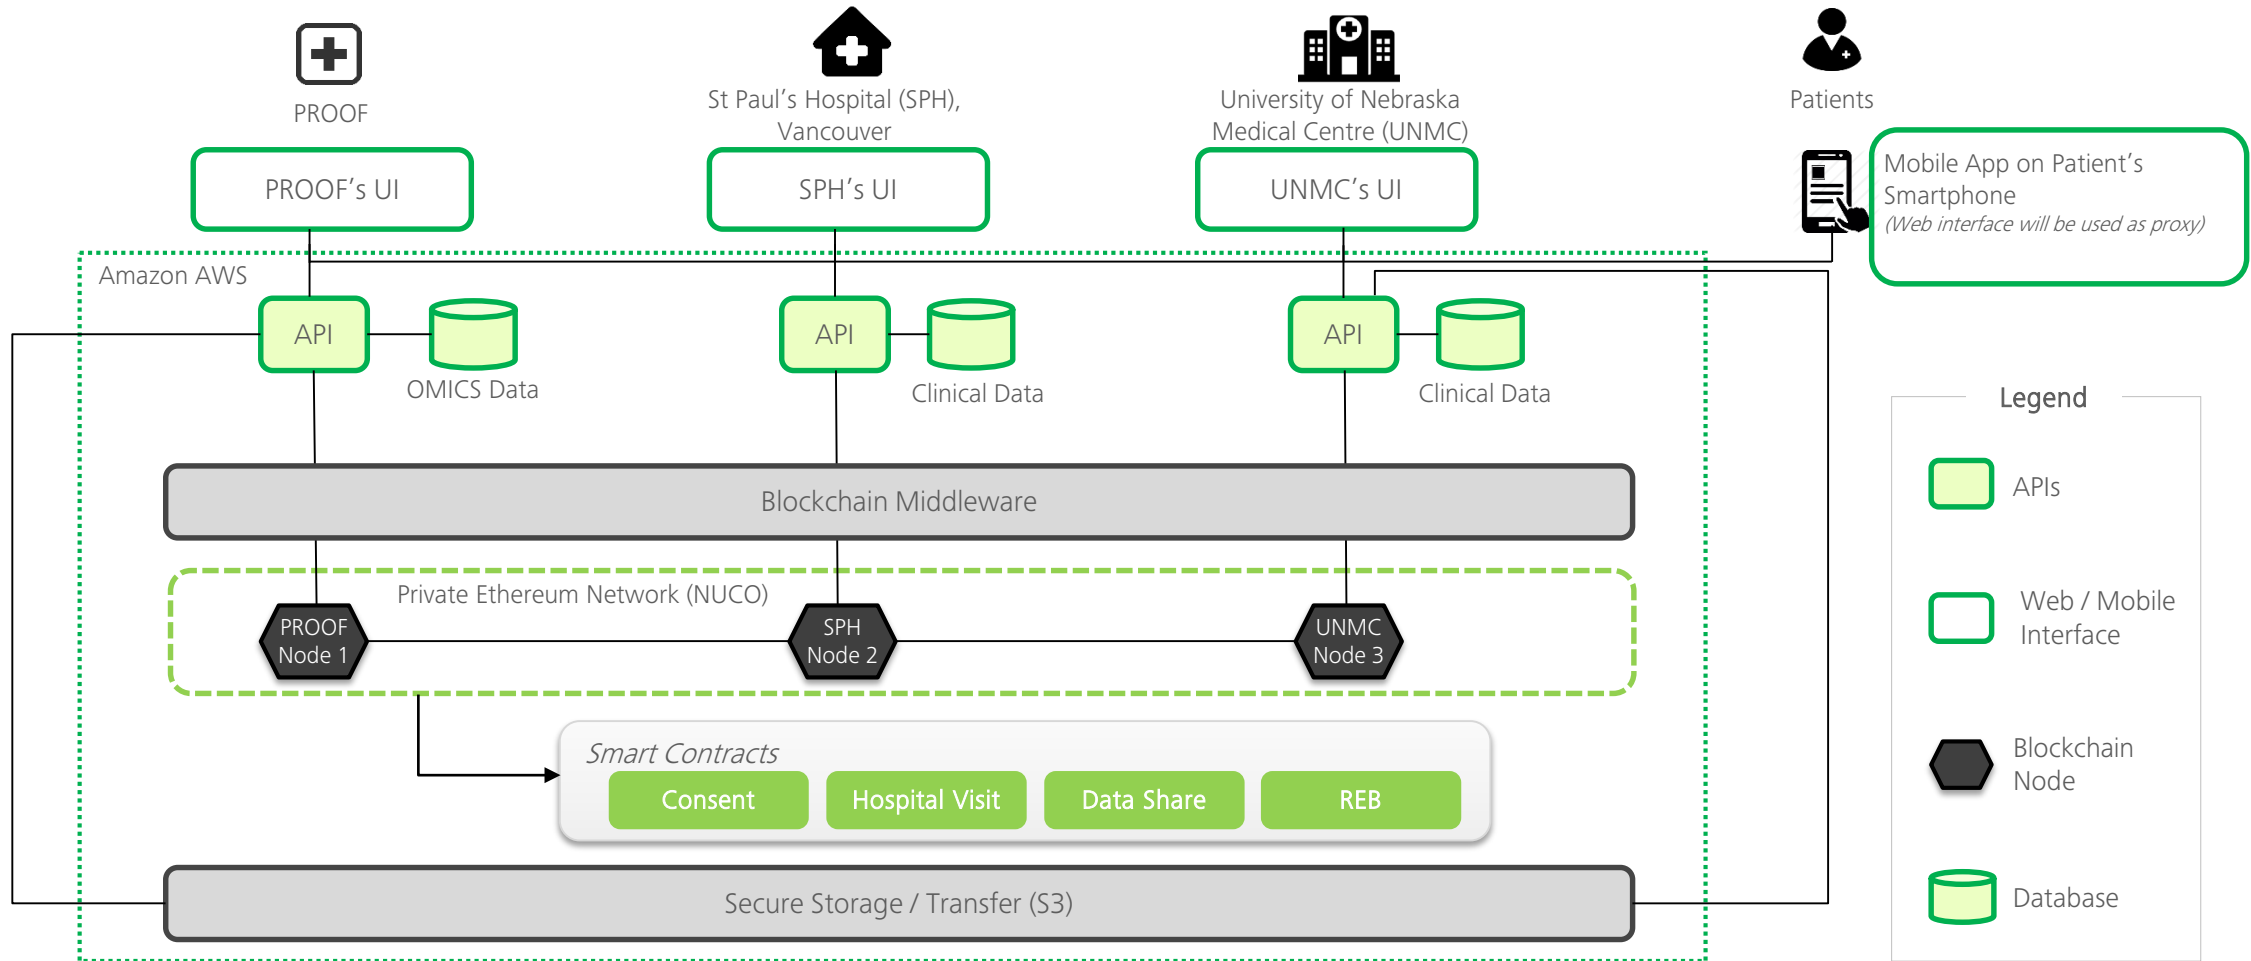 PROOF
St Paul's Hospital (SPH),
Vancouver
University of Nebraska
Medical Centre (UNMC)
Patients
PROOF's UI
SPH's UI
UNMC's UI
Mobile App on Patient's
Smartphone
(Web interface will be used as proxy)
Amazon AWS
API
OMICS Data
API
Clinical Data
API
Clinical Data
Blockchain Middleware
Private Ethereum Network (NUCO)
PROOF
Node 1
SPH
Node 2
UNMC
Node 3
Smart Contracts
Consent
Hospital Visit
Data Share
REB
Secure Storage / Transfer (S3)
Legend
APIs
Web / Mobile
Interface
Blockchain
Node
Database